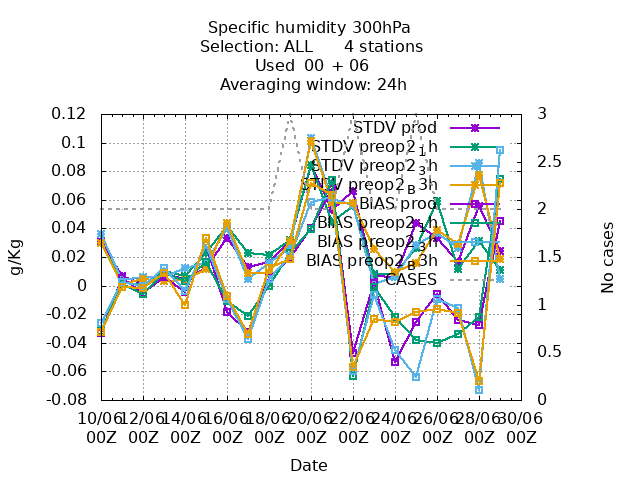 Specific humidity 300hPa
Selection: ALL 4 stations
Used 00 + 06
Averaging window: 24h
0.12
0.1
0.08
0.06
0.04
0.02
0
-0.02
-0.04
-0.06
-0.08
g/Kg
3
2.5
2
1.5
1
0.5
0
No cases
STDV prod
STDV preop2_1h
STDV preop2_3h
STDV preop2_B3h
BIAS prod
BIAS preop2_1h
BIAS preop2_3h
BIAS preop2_B3h
CASES
10/06 12/06 14/06 16/06 18/06 20/06 22/06 24/06 26/06 28/06 30/06
00Z 00Z 00Z 00Z 00Z 00Z 00Z 00Z 00Z 00Z 00Z
Date